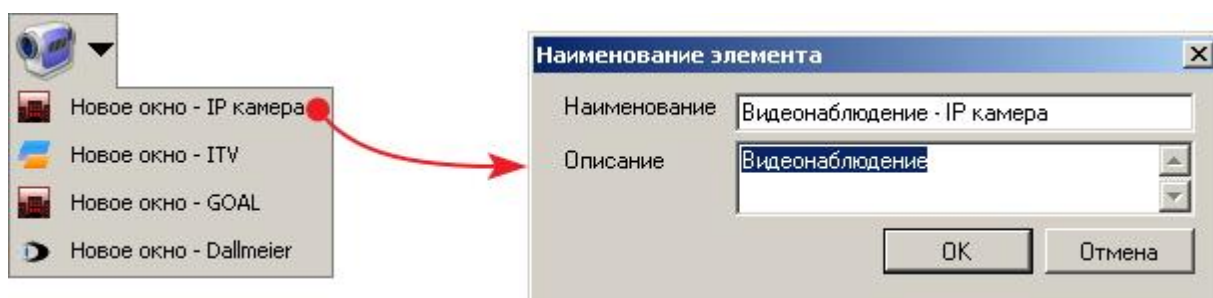 Новое окно - IP камера
Новое окно - ITV
Новое окно - GOAL
Новое окно - Dallmeier
Наименование элемента
Наименование Видеонаблюдение - IP камера
Описание Видеонаблюдение
OK Отмена